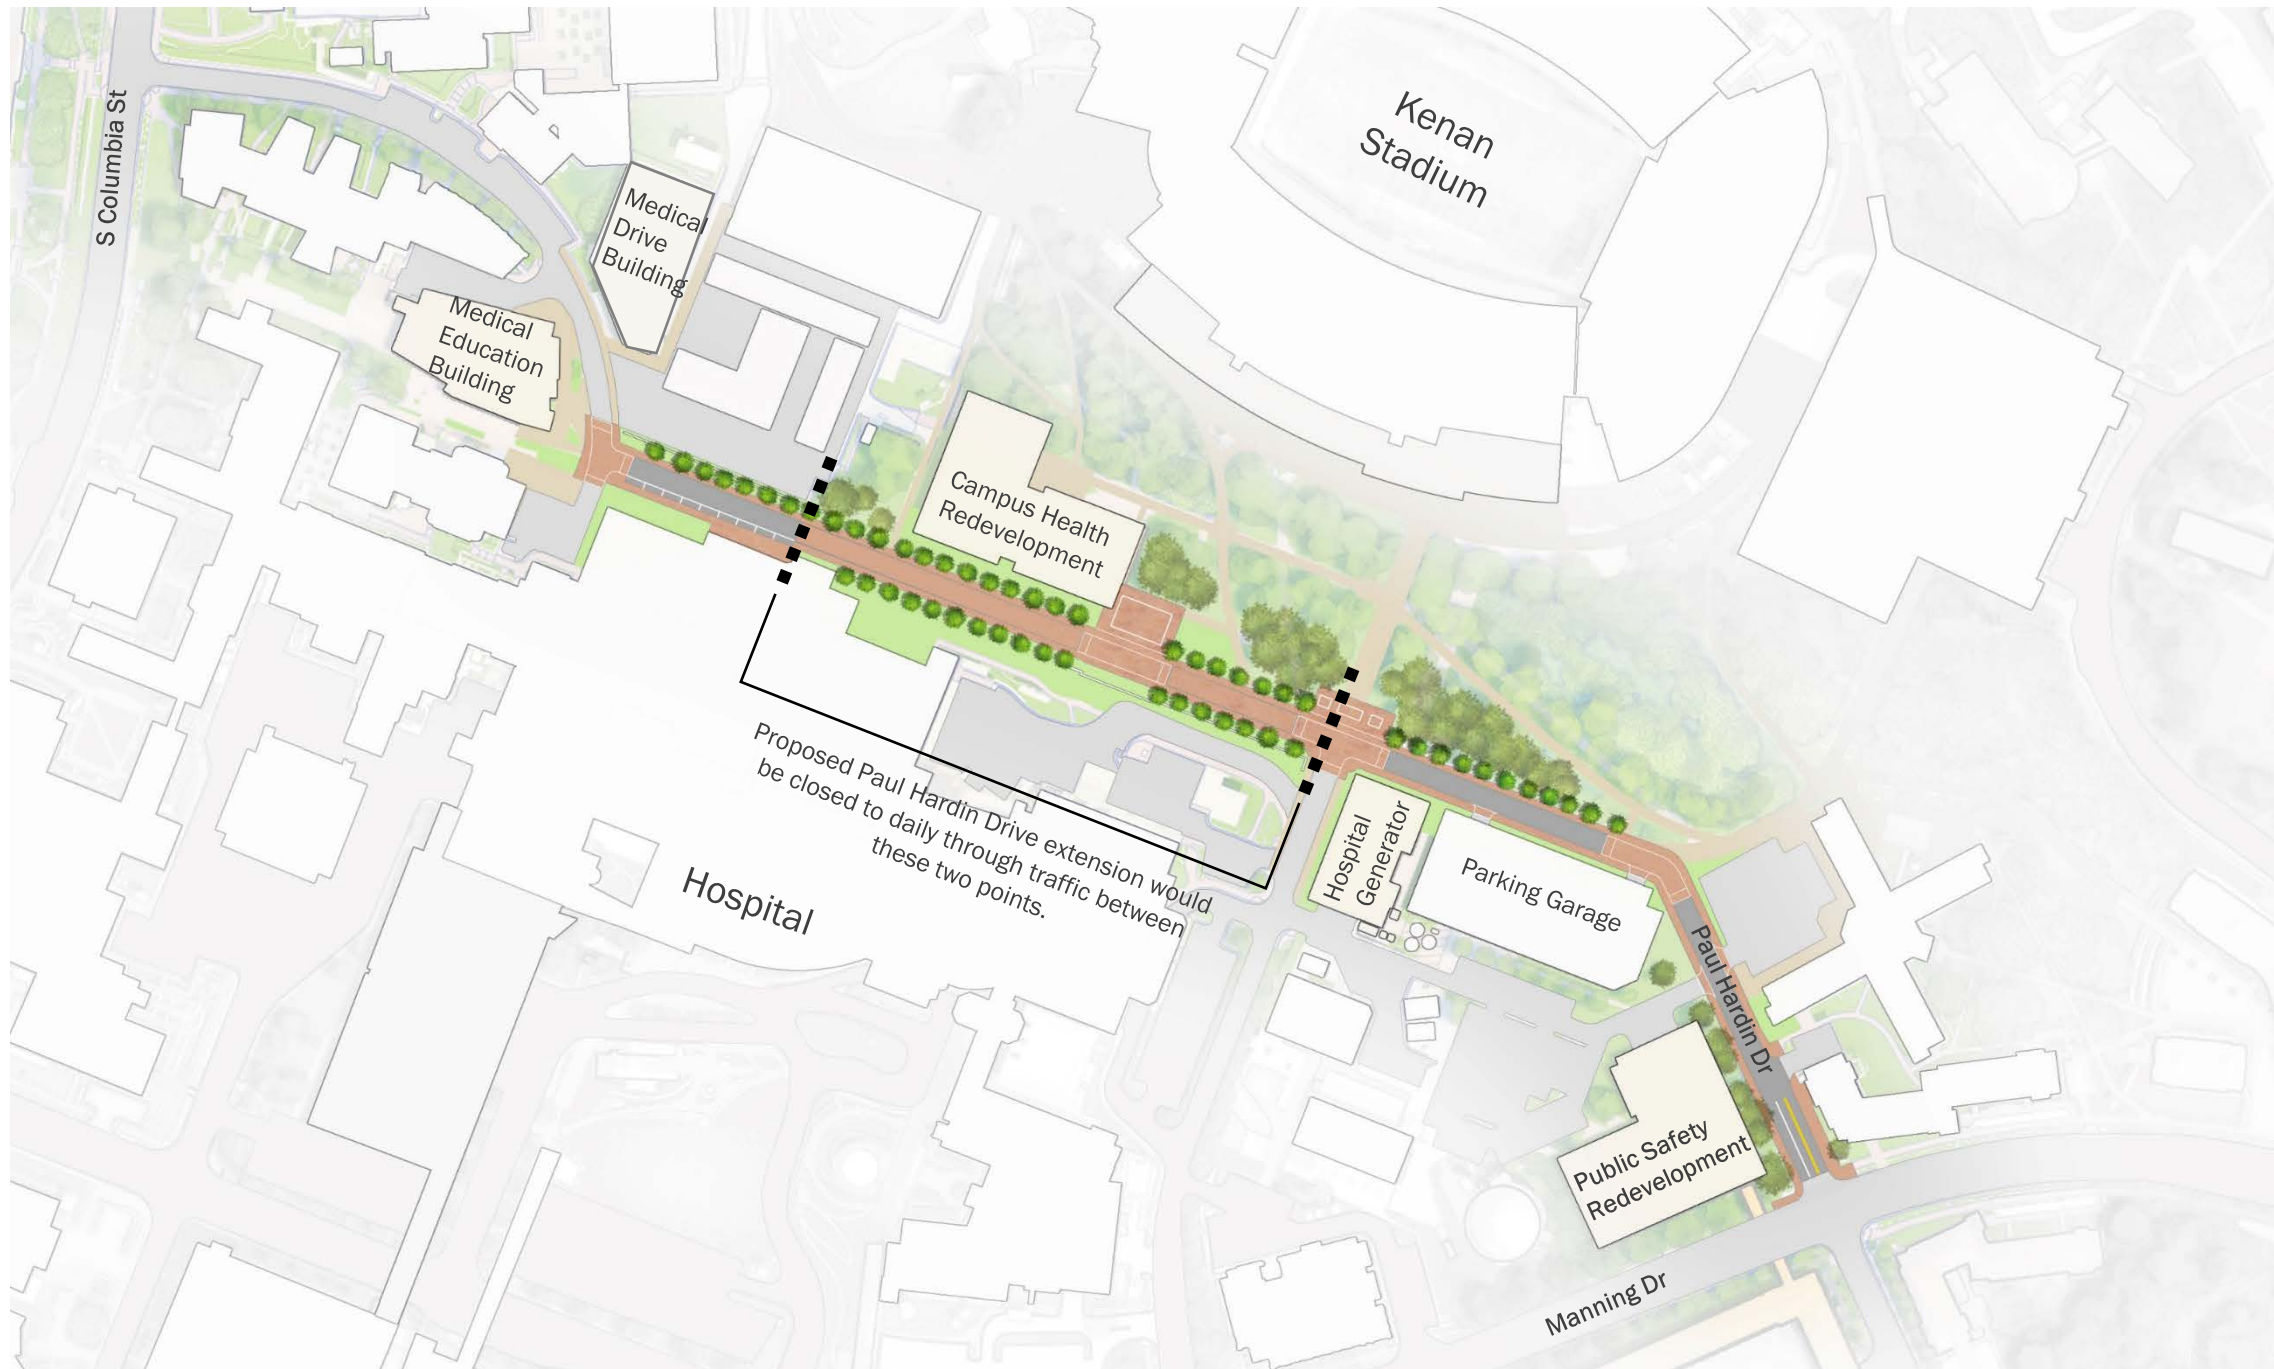 S Columbia St
Kenan
Stadium
Medical
Drive
Building
Medical
Education
Building
Campus Health
Redevelopment
Proposed Paul Hardin Drive extension would
be closed to daily through traffic between
these two points.
Hospital
Hospital
Generator
Parking Garage
Paul Hardin Dr
Public Safety
Redevelopment
Manning Dr